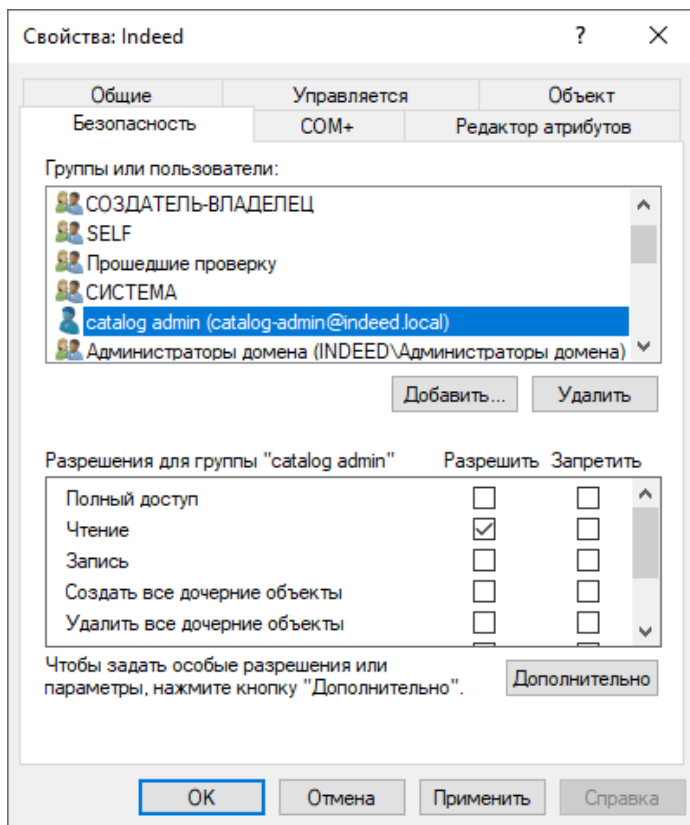 Свойства: Indeed
Общие Управляется Объект
Безопасность COM+ Редактор атрибутов
Группы или пользователи:
СОЗДАТЕЛЬ-ВЛАДЕЛЕЦ
SELF
Прошедшие проверку
СИСТЕМА
catalog admin (catalog-admin@indeed.local)
Администраторы домена (INDEED\Администраторы домена)
Добавить... Удалить
Разрешения для группы "catalog admin" Разрешить Запретить
Полный доступ
Чтение
Запись
Создать все дочерние объекты
Удалить все дочерние объекты
Чтобы задать особые разрешения или
параметры, нажмите кнопку "Дополнительно".
Дополнительно
OK Отмена Применить Справка